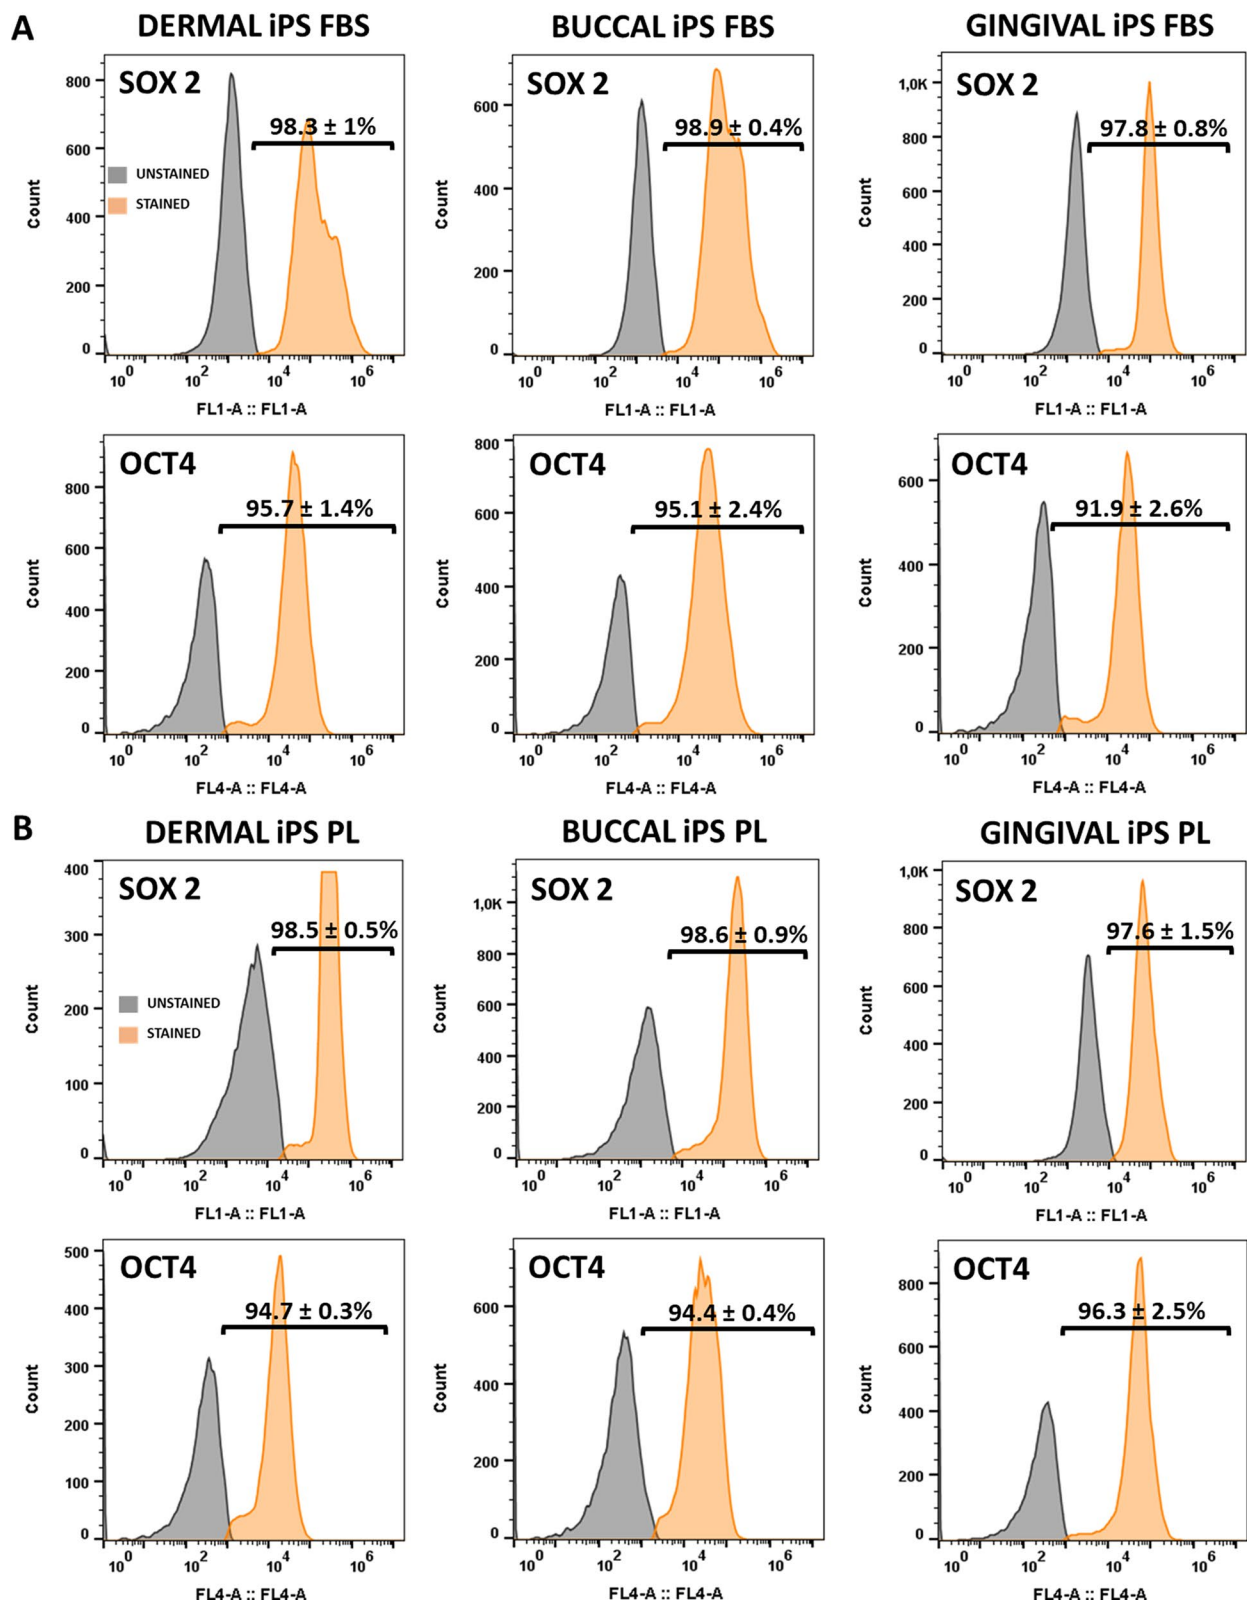 A
DERMAL iPS FBS
BUCCAL iPS FBS
GINGIVAL iPS FBS
SOX 2
98.3 ± 1%
UNSTAINED
STAINED
Count
800
600
400
200
0
10^0 10^2 10^4 10^6
FL1-A :: FL1-A
SOX 2
98.9 ± 0.4%
Count
600
400
200
0
10^0 10^2 10^4 10^6
FL1-A :: FL1-A
SOX 2
97.8 ± 0.8%
Count
1,0K
800
600
400
200
0
10^0 10^2 10^4 10^6
FL1-A :: FL1-A
OCT4
95.7 ± 1.4%
Count
800
600
400
200
0
10^0 10^2 10^4 10^6
FL4-A :: FL4-A
OCT4
95.1 ± 2.4%
Count
800
600
400
200
0
10^0 10^2 10^4 10^6
FL4-A :: FL4-A
OCT4
91.9 ± 2.6%
Count
600
400
200
0
10^0 10^2 10^4 10^6
FL4-A :: FL4-A
B
DERMAL iPS PL
BUCCAL iPS PL
GINGIVAL iPS PL
SOX 2
98.5 ± 0.5%
UNSTAINED
STAINED
Count
400
300
200
100
0
10^0 10^2 10^4 10^6
FL1-A :: FL1-A
SOX 2
98.6 ± 0.9%
Count
1,0K
800
600
400
200
0
10^0 10^2 10^4 10^6
FL1-A :: FL1-A
SOX 2
97.6 ± 1.5%
Count
1,0K
800
600
400
200
0
10^0 10^2 10^4 10^6
FL1-A :: FL1-A
OCT4
94.7 ± 0.3%
Count
500
400
300
200
100
0
10^0 10^2 10^4 10^6
FL4-A :: FL4-A
OCT4
94.4 ± 0.4%
Count
600
400
200
0
10^0 10^2 10^4 10^6
FL4-A :: FL4-A
OCT4
96.3 ± 2.5%
Count
800
600
400
200
0
10^0 10^2 10^4 10^6
FL4-A :: FL4-A